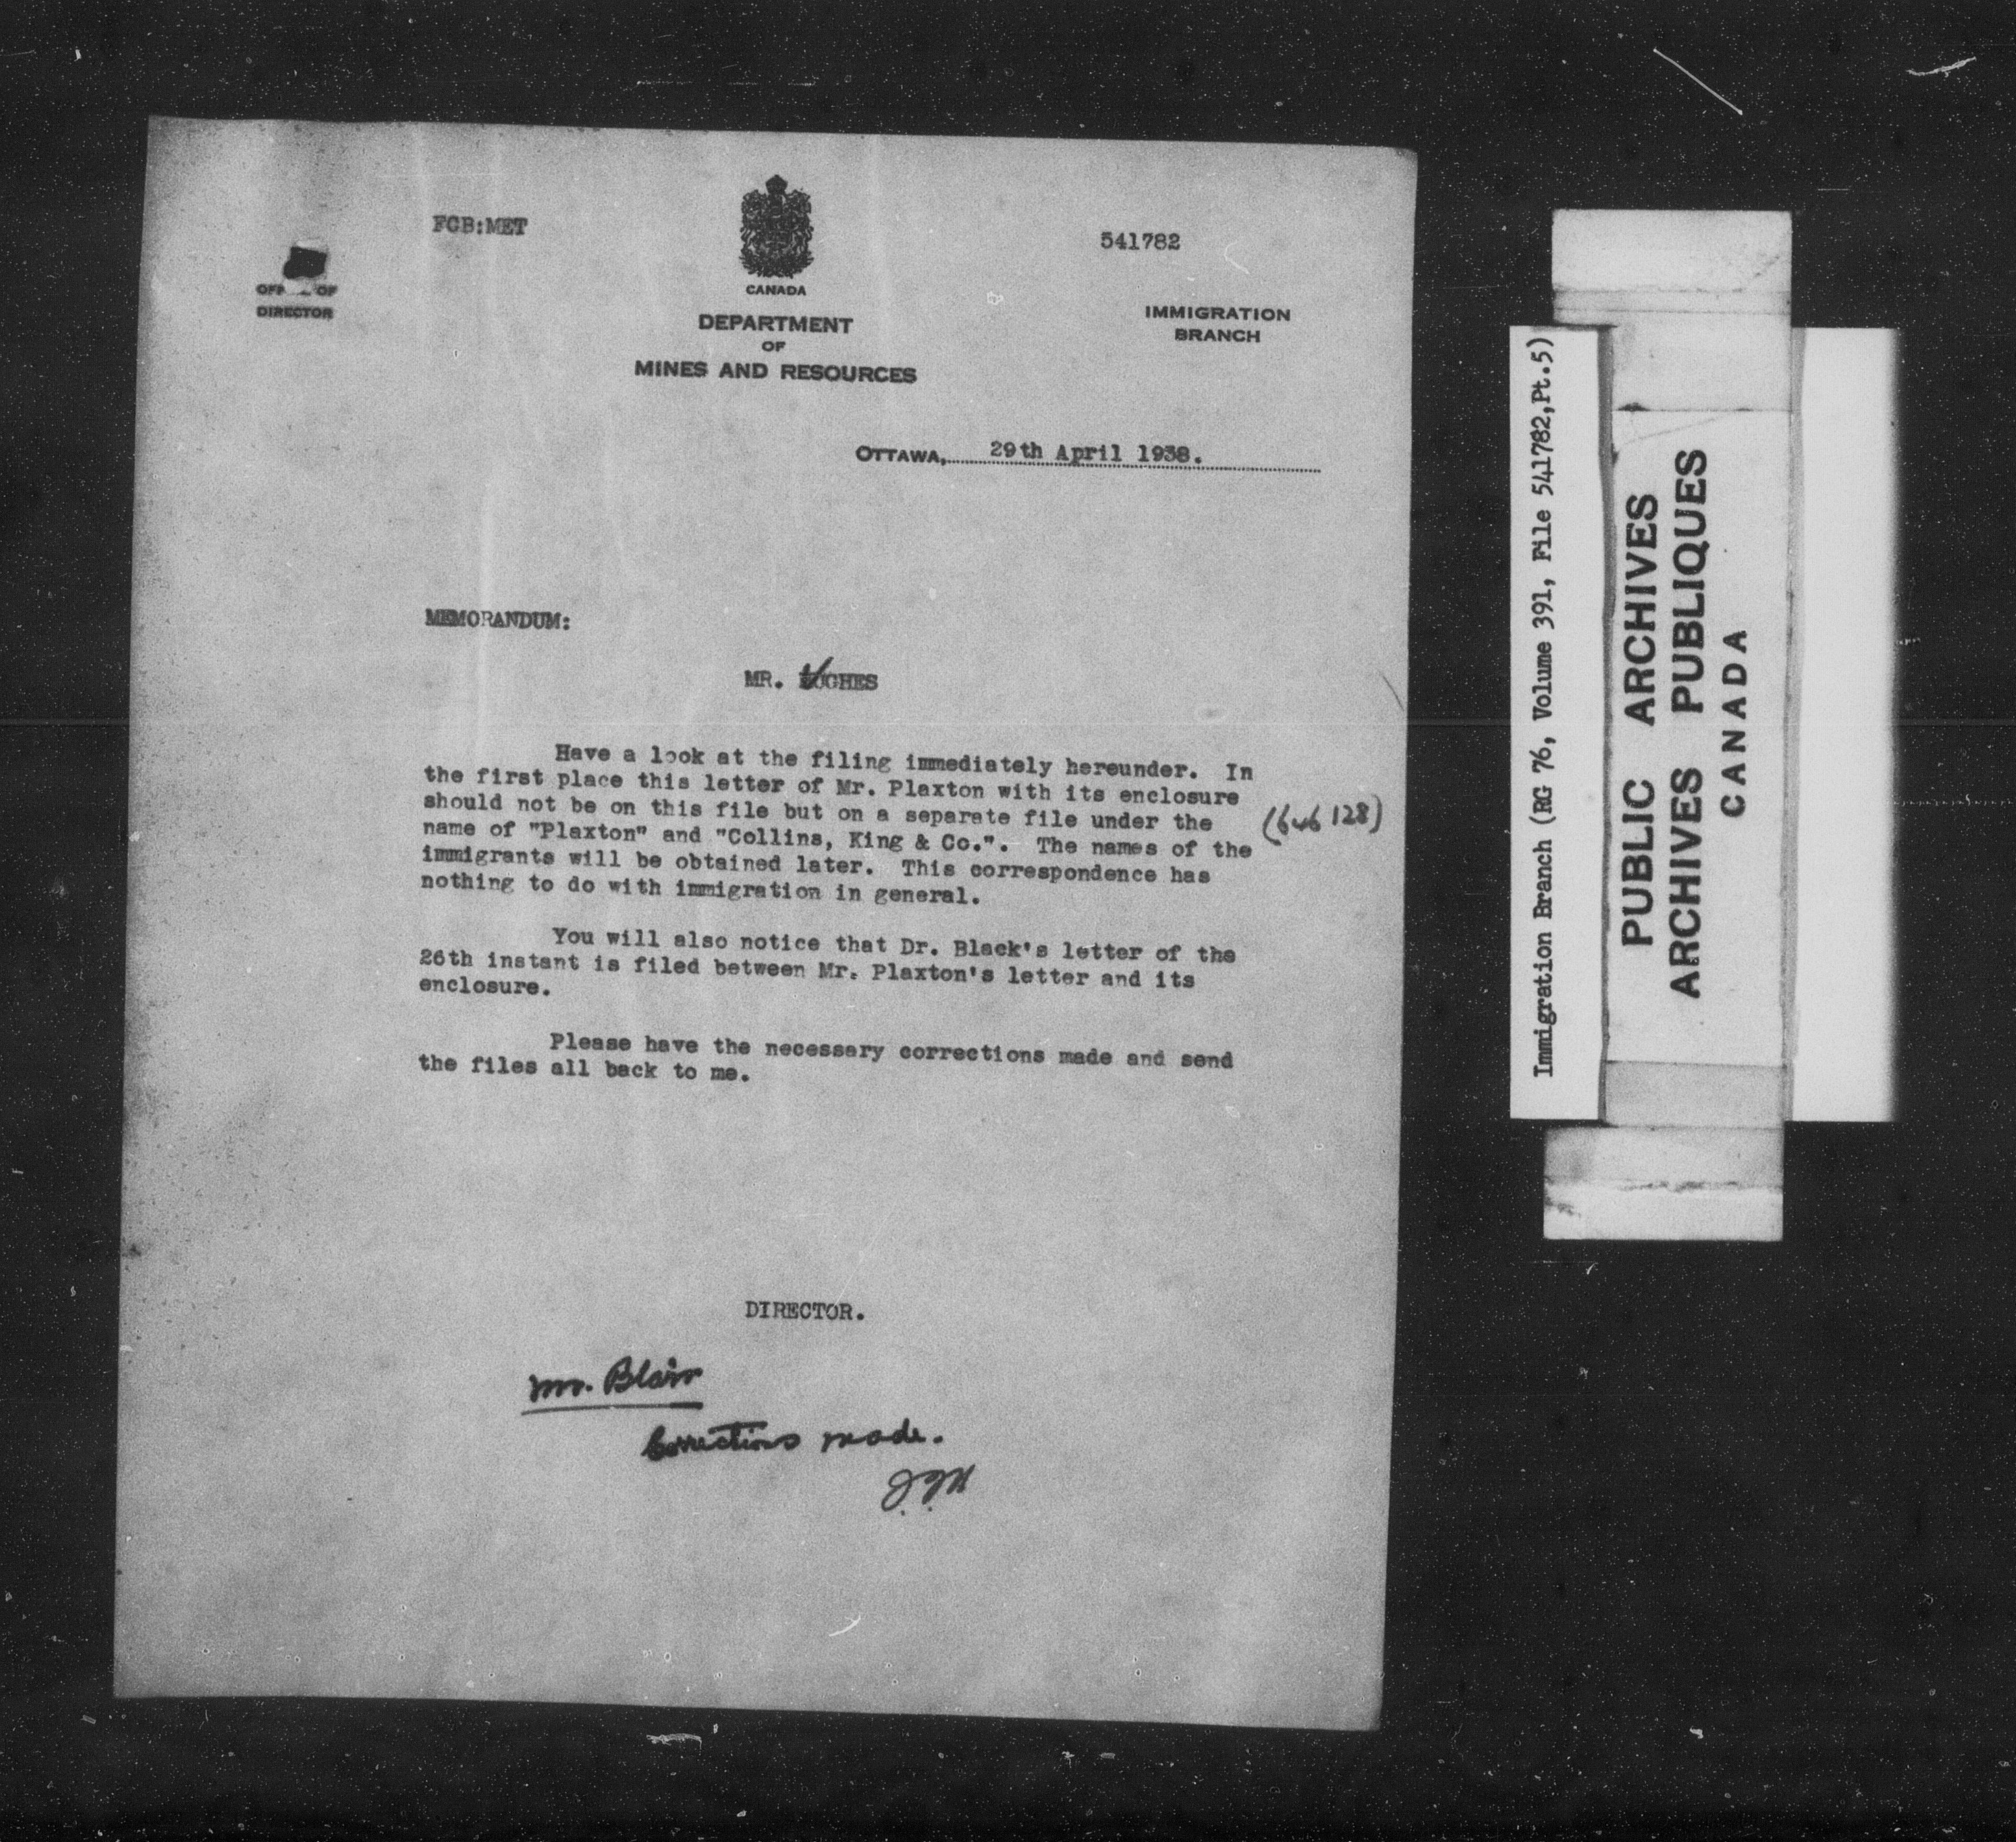 FCB:MET
541782
OFFICE OF
DIRECTOR
CANADA
DEPARTMENT
OF
MINES AND RESOURCES
IMMIGRATION
BRANCH
OTTAWA, 29th April 1938.
MEMORANDUM:
MR. HUGHES
Have a look at the filing immediately hereunder. In
the first place this letter of Mr. Plaxton with its enclosure
should not be on this file but on a separate file under the
name of "Plaxton" and "Collins, King & Co.". The names of the
(646128)
immigrants will be obtained later. This correspondence has
nothing to do with immigration in general.
You will also notice that Dr. Black's letter of the
26th instant is filed between Mr. Plaxton's letter and its
enclosure.
Please have the necessary corrections made and send
the files all back to me.
DIRECTOR.
Mr. Blair
Corrections made.
Immigration Branch (RG 76, Volume 391, File 541782,Pt.5)
PUBLIC ARCHIVES
ARCHIVES PUBLIQUES
CANADA